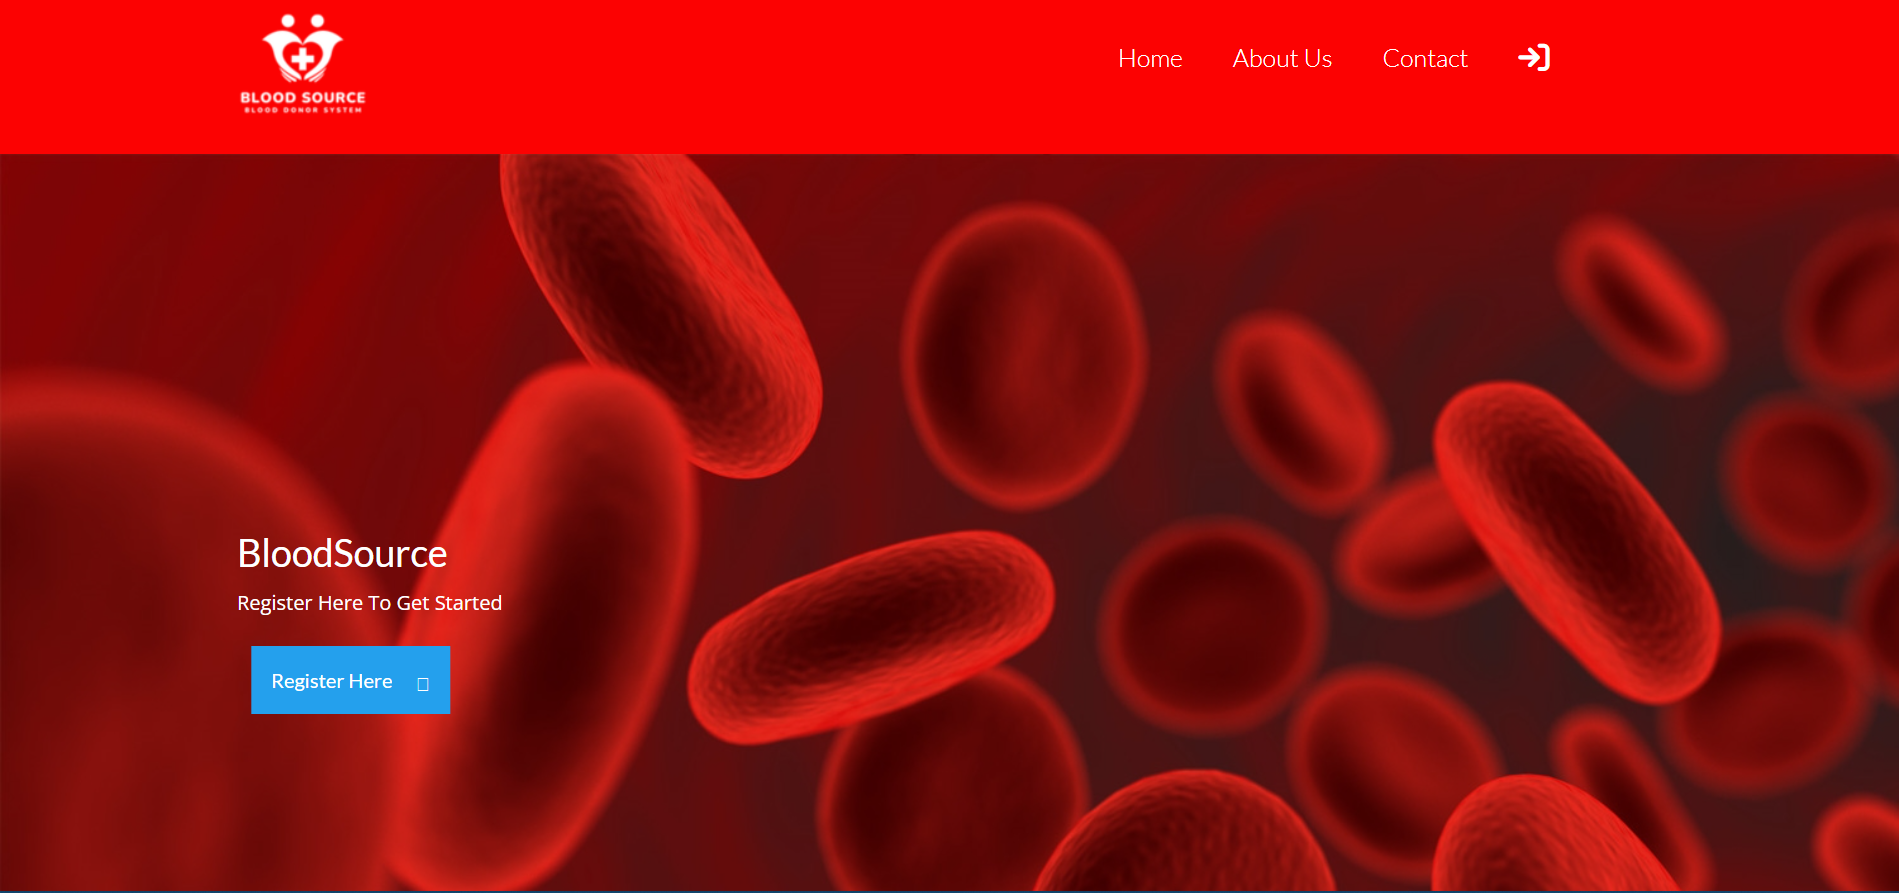 BLOOD SOURCE
BLOOD DONOR SYSTEM
Home
About Us
Contact
BloodSource
Register Here To Get Started
Register Here